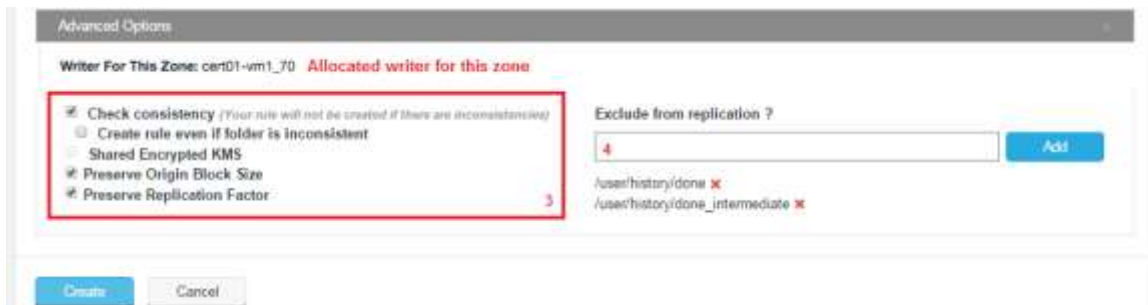 Advanced Options
Writer For This Zone: cert01-vm1_70 Allocated writer for this zone
Check consistency (Your rule will not be created if there are inconsistencies)
Create rule even if folder is inconsistent
Shared Encrypted KMS
Preserve Origin Block Size
Preserve Replication Factor
3
Exclude from replication ?
4 Add
/user/history/done
/user/history/done_intermediate
Create Cancel